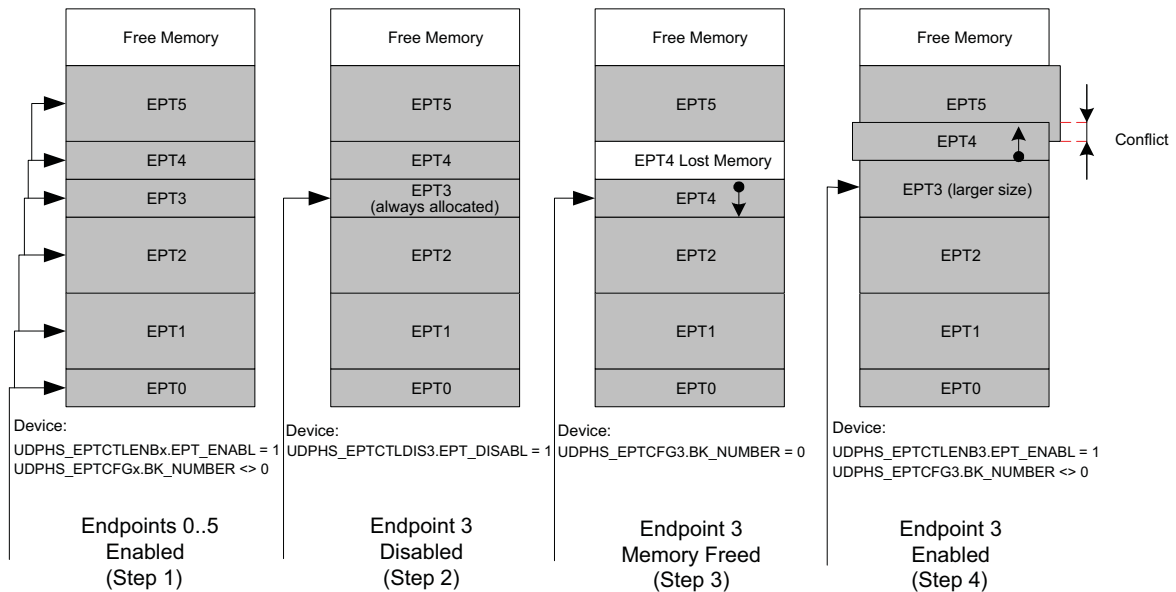 Free Memory
EPT5
EPT4
EPT3
EPT2
EPT1
EPT0
Device:
UDPHS_EPTCTLENBx.EPT_ENABL = 1
UDPHS_EPTCFGx.BK_NUMBER <> 0
Endpoints 0..5
Enabled
(Step 1)
Free Memory
EPT5
EPT4
EPT3
(always allocated)
EPT2
EPT1
EPT0
Device:
UDPHS_EPTCTLDIS3.EPT_DISABL = 1
Endpoint 3
Disabled
(Step 2)
Free Memory
EPT5
EPT4 Lost Memory
EPT4
EPT2
EPT1
EPT0
Device:
UDPHS_EPTCFG3.BK_NUMBER = 0
Endpoint 3
Memory Freed
(Step 3)
Free Memory
EPT5
EPT4
Conflict
EPT3 (larger size)
EPT2
EPT1
EPT0
Device:
UDPHS_EPTCTLENB3.EPT_ENABL = 1
UDPHS_EPTCFG3.BK_NUMBER <> 0
Endpoint 3
Enabled
(Step 4)